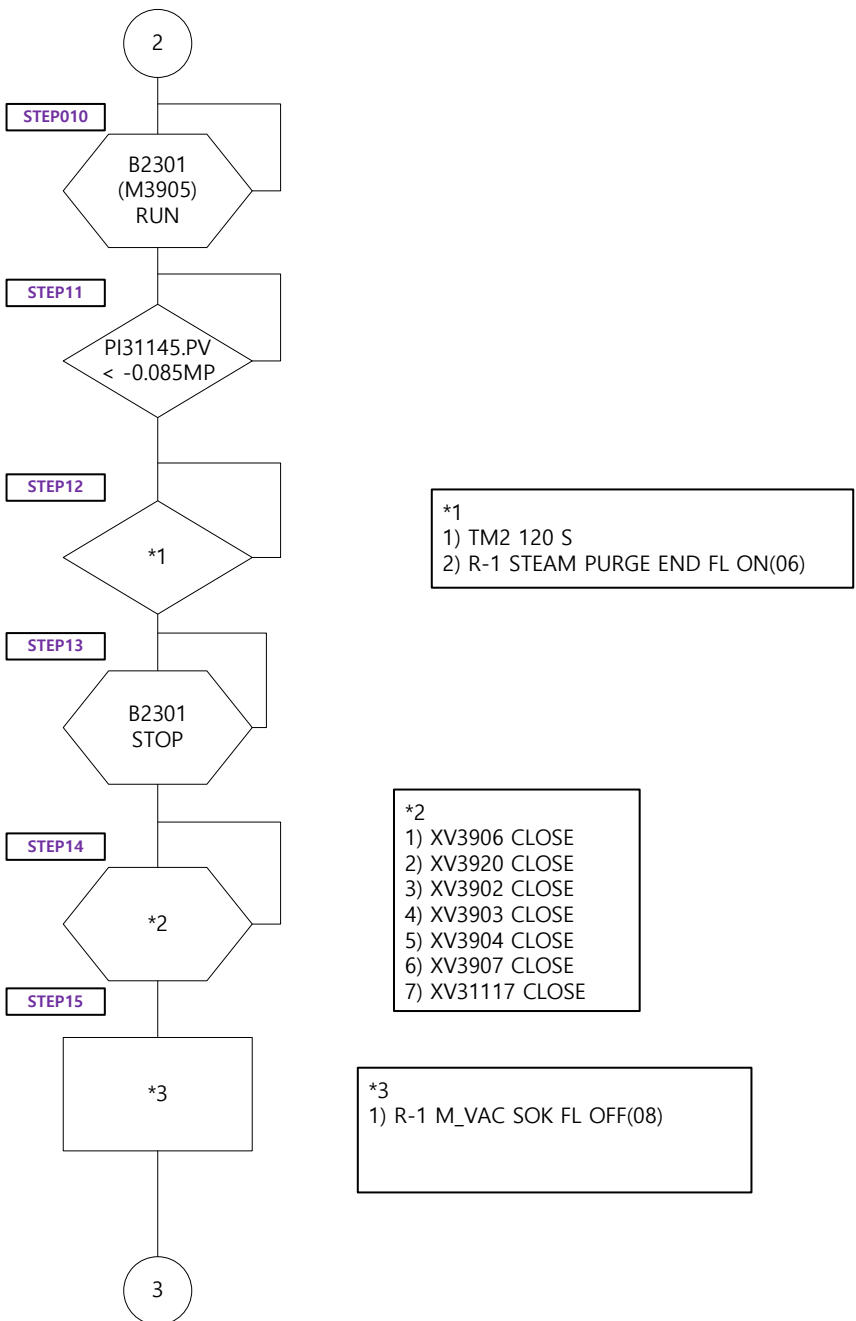 2
STEP010
B2301
(M3905)
RUN
STEP11
PI31145.PV
< -0.085MP
STEP12
*1
*1
1) TM2 120 S
2) R-1 STEAM PURGE END FL ON(06)
STEP13
B2301
STOP
STEP14
*2
*2
1) XV3906 CLOSE
2) XV3920 CLOSE
3) XV3902 CLOSE
4) XV3903 CLOSE
5) XV3904 CLOSE
6) XV3907 CLOSE
7) XV31117 CLOSE
STEP15
*3
*3
1) R-1 M_VAC SOK FL OFF(08)
3